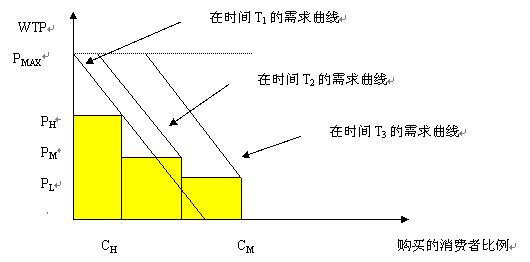 WTP
在时间 T1 的需求曲线
PMAX
在时间 T2 的需求曲线
PH
在时间 T3 的需求曲线
PM
PL
CH
CM
购买的消费者比例